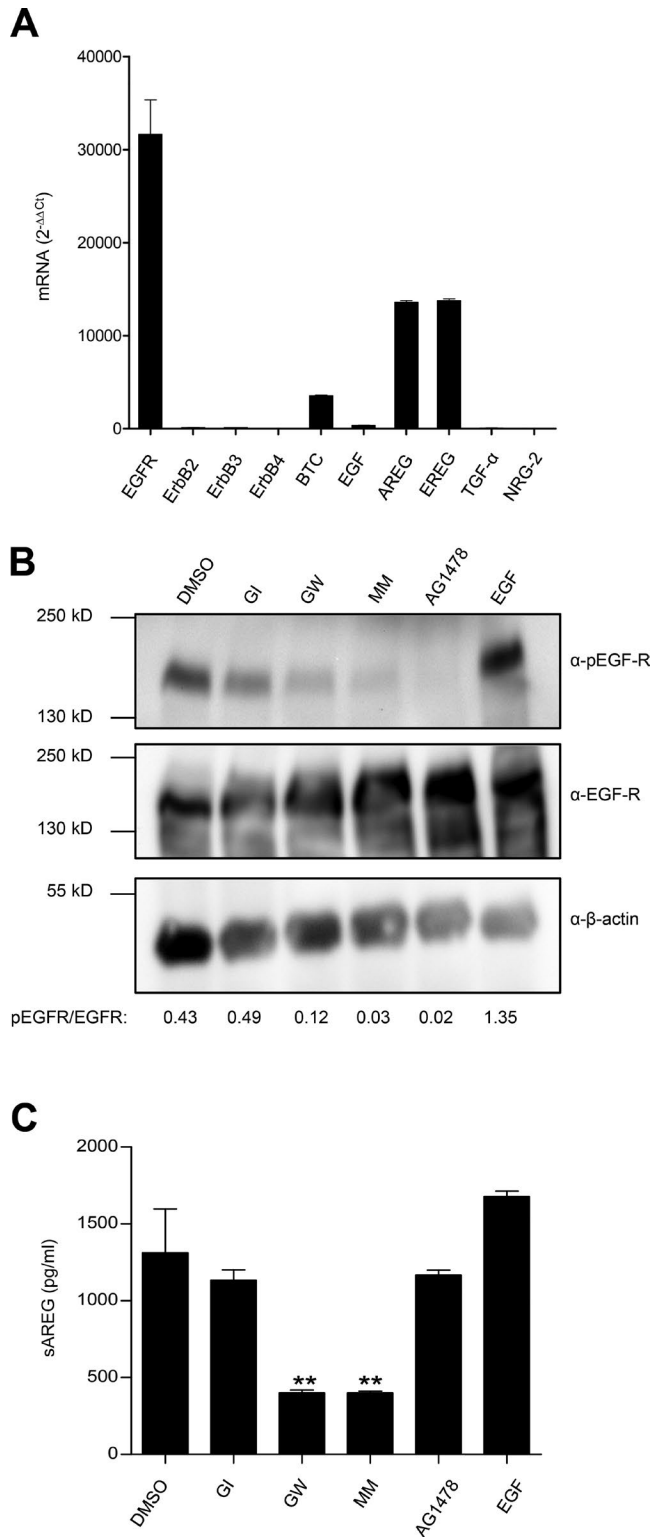 A
40000
30000
20000
10000
0
mRNA (2-ΔΔCt)
EGFR ErbB2 ErbB3 ErbB4 BTC EGF AREG EREG TGF-α NRG-2
B
DMSO GI GW MM AG1478 EGF
250 kD
130 kD
α-pEGF-R
250 kD
130 kD
α-EGF-R
55 kD
α-β-actin
pEGFR/EGFR: 0.43 0.49 0.12 0.03 0.02 1.35
C
2000
1500
1000
500
0
sAREG (pg/ml)
** **
DMSO GI GW MM AG1478 EGF